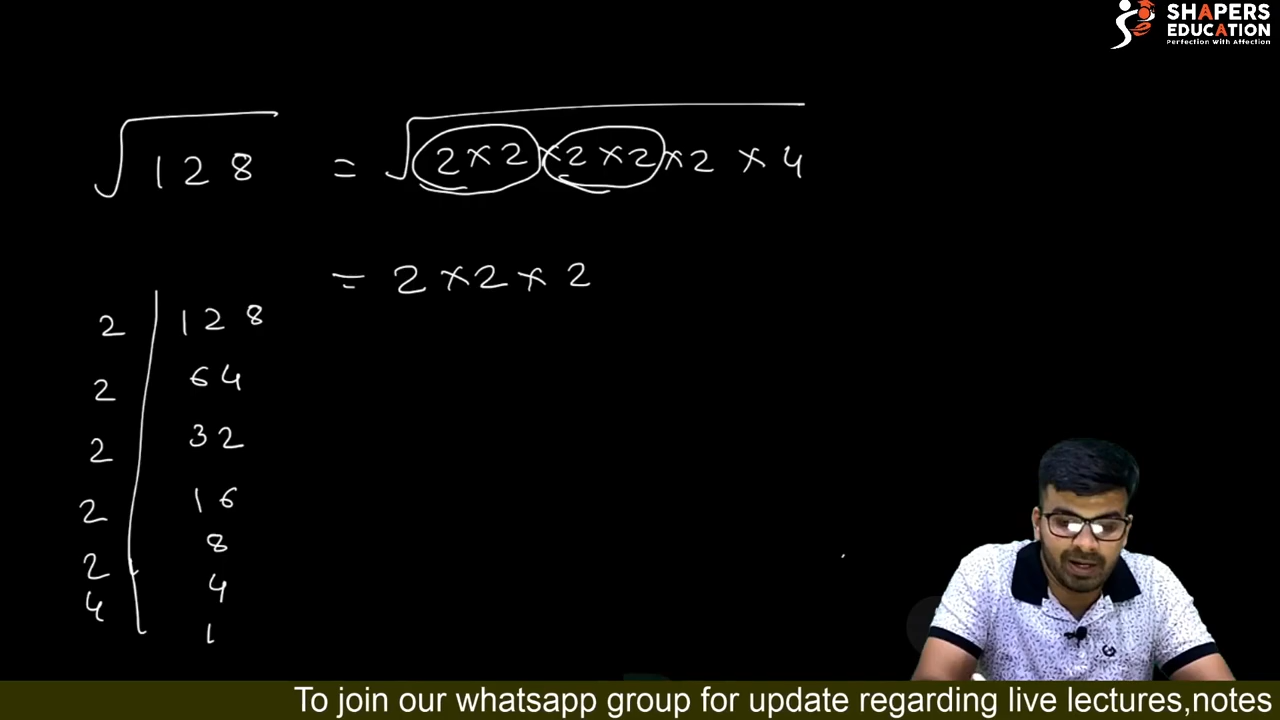 SHAPERS
EDUCATION
Perfection With Affection
√128 = √2×2×2×2×2×4
= 2×2×2
2 | 128
2 | 64
2 | 32
2 | 16
2 | 8
4 | 4
1
To join our whatsapp group for update regarding live lectures,notes